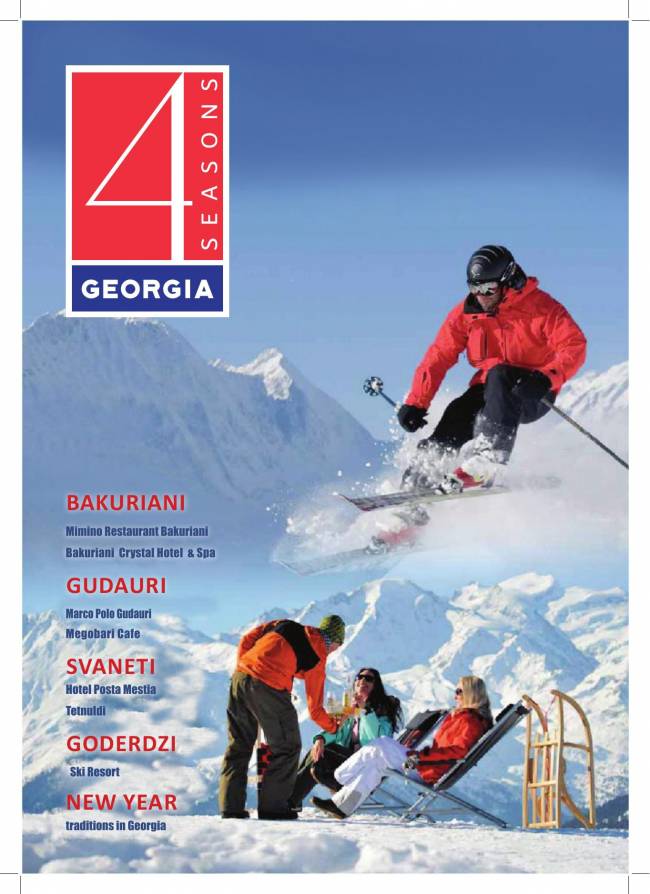 4
SEASONS
GEORGIA
BAKURIANI
Mimino Restaurant Bakuriani
Bakuriani Crystal Hotel & Spa
GUDAURI
Marco Polo Gudauri
Megobari Cafe
SVANETI
Hotel Posta Mestia
Tetnuldi
GODERDZI
Ski Resort
NEW YEAR
traditions in Georgia